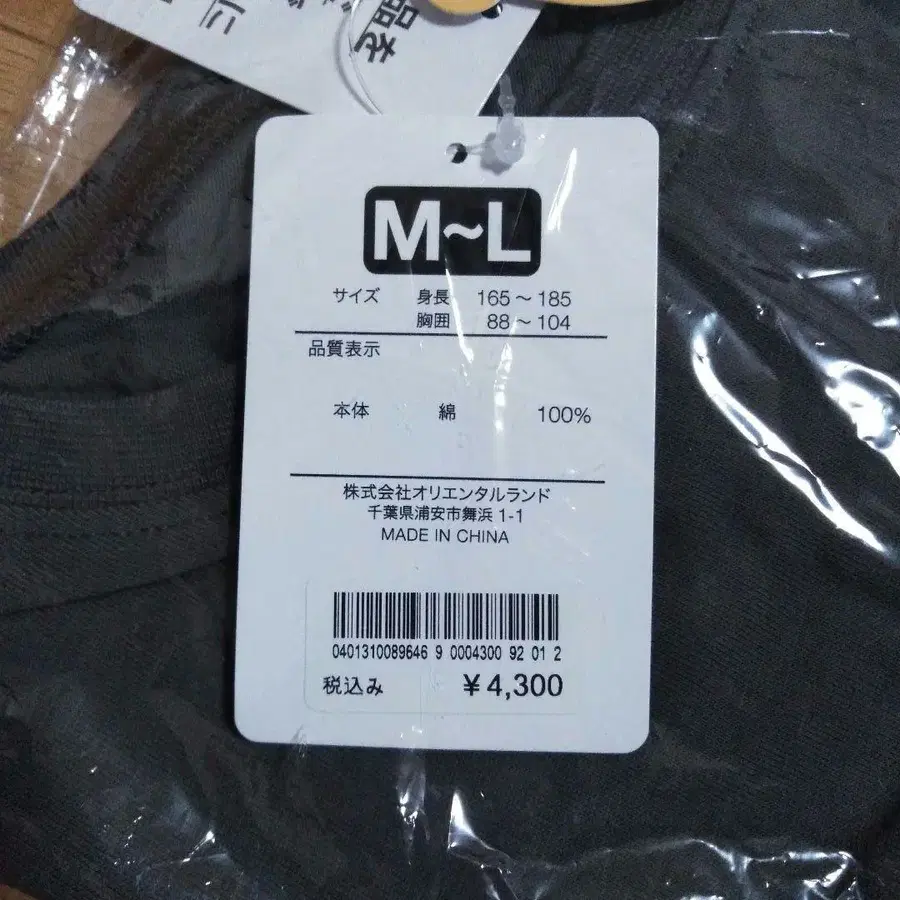 M~L
サイズ 身長 165～185
胸囲 88～104
品質表示
本体 綿 100%
株式会社オリエンタルランド
千葉県浦安市舞浜 1-1
MADE IN CHINA
0401310089646 9 0004300 92 01 2
税込み ¥4,300